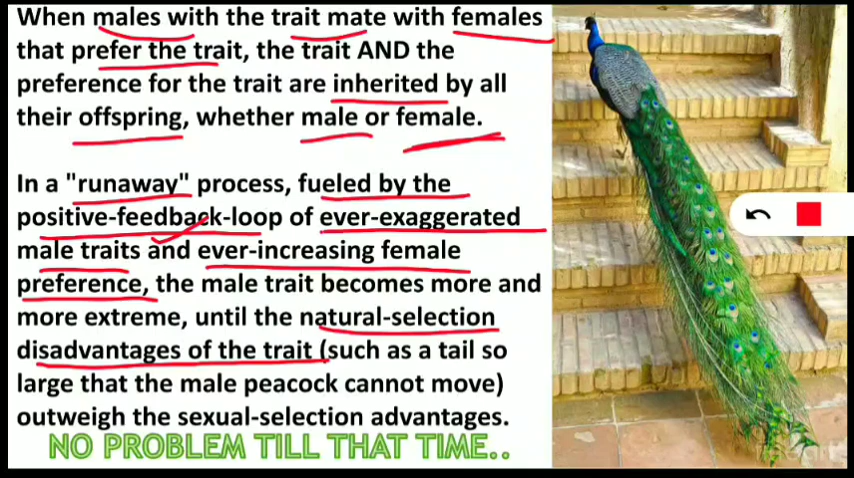 When males with the trait mate with females
that prefer the trait, the trait AND the
preference for the trait are inherited by all
their offspring, whether male or female.
In a "runaway" process, fueled by the
positive-feedback-loop of ever-exaggerated
male traits and ever-increasing female
preference, the male trait becomes more and
more extreme, until the natural-selection
disadvantages of the trait (such as a tail so
large that the male peacock cannot move)
outweigh the sexual-selection advantages.
NO PROBLEM TILL THAT TIME..